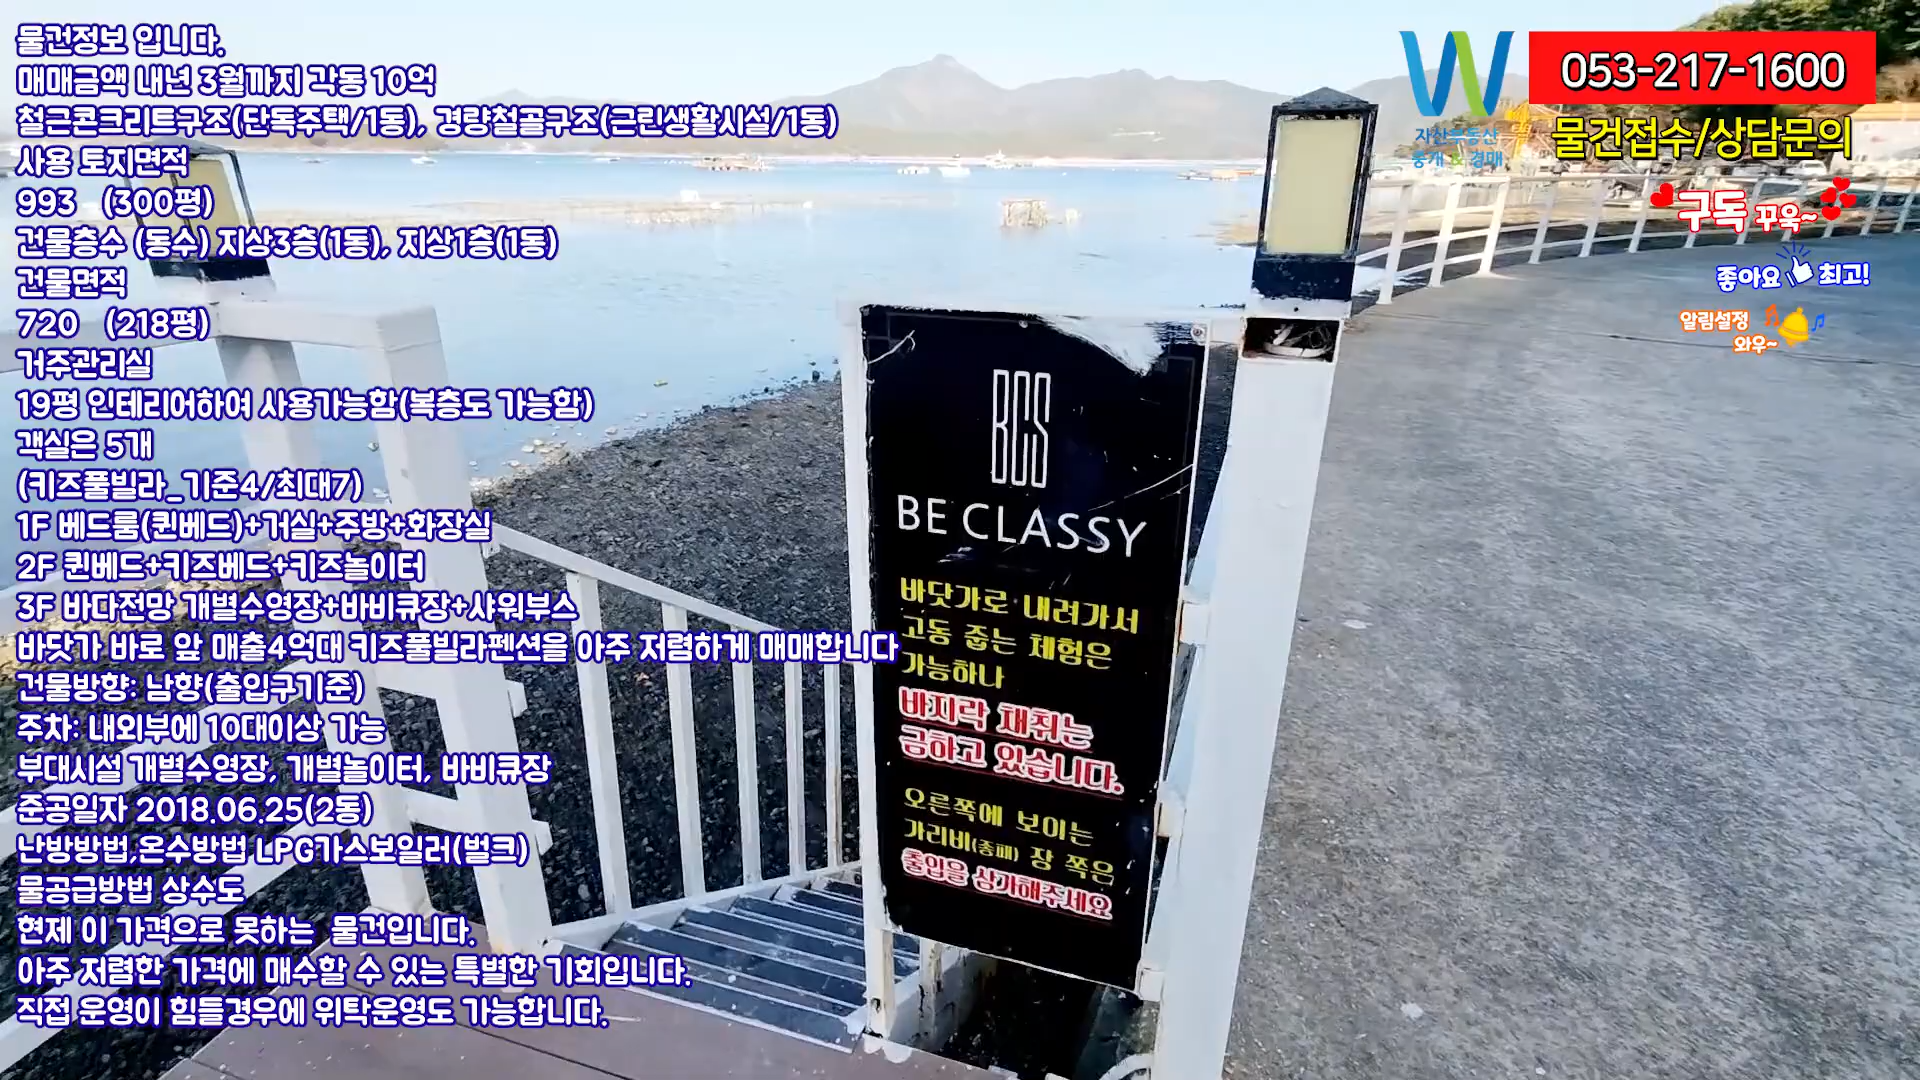 물건정보 입니다.
매매금액 내년 3월까지 각동 10억
철근콘크리트구조(단독주택/1동), 경량철골구조(근린생활시설/1동)
사용 토지면적
993 (300평)
건물층수 (동수) 지상3층(1동), 지상1층(1동)
건물면적
720 (218평)
거주관리실
19평 인테리어하여 사용가능함(복층도 가능함)
객실은 5개
(키즈풀빌라_기준4/최대7)
1F 베드룸(퀸베드)+거실+주방+화장실
2F 퀸베드+키즈베드+키즈놀이터
3F 바다전망 개별수영장+바비큐장+샤워부스
바닷가 바로 앞 매출4억대 키즈풀빌라펜션을 아주 저렴하게 매매합니다
건물방향: 남향(출입구기준)
주차: 내외부에 10대이상 가능
부대시설 개별수영장, 개별놀이터, 바비큐장
준공일자 2018.06.25(2동)
난방방법,온수방법 LPG가스보일러(벌크)
물공급방법 상수도
현제 이 가격으로 못하는 물건입니다.
아주 저렴한 가격에 매수할 수 있는 특별한 기회입니다.
직접 운영이 힘들경우에 위탁운영도 가능합니다.
BCS
BE CLASSY
바닷가로 내려가서
고동 줍는 체험은
가능하나
바지락 채취는
금하고 있습니다.
오른쪽에 보이는
가리비(종패) 장 쪽은
출입을 삼가해주세요
W
자산부동산
중개 & 경매
053-217-1600
물건접수/상담문의
구독 꾸욱~
좋아요 최고!
알림설정
와우~